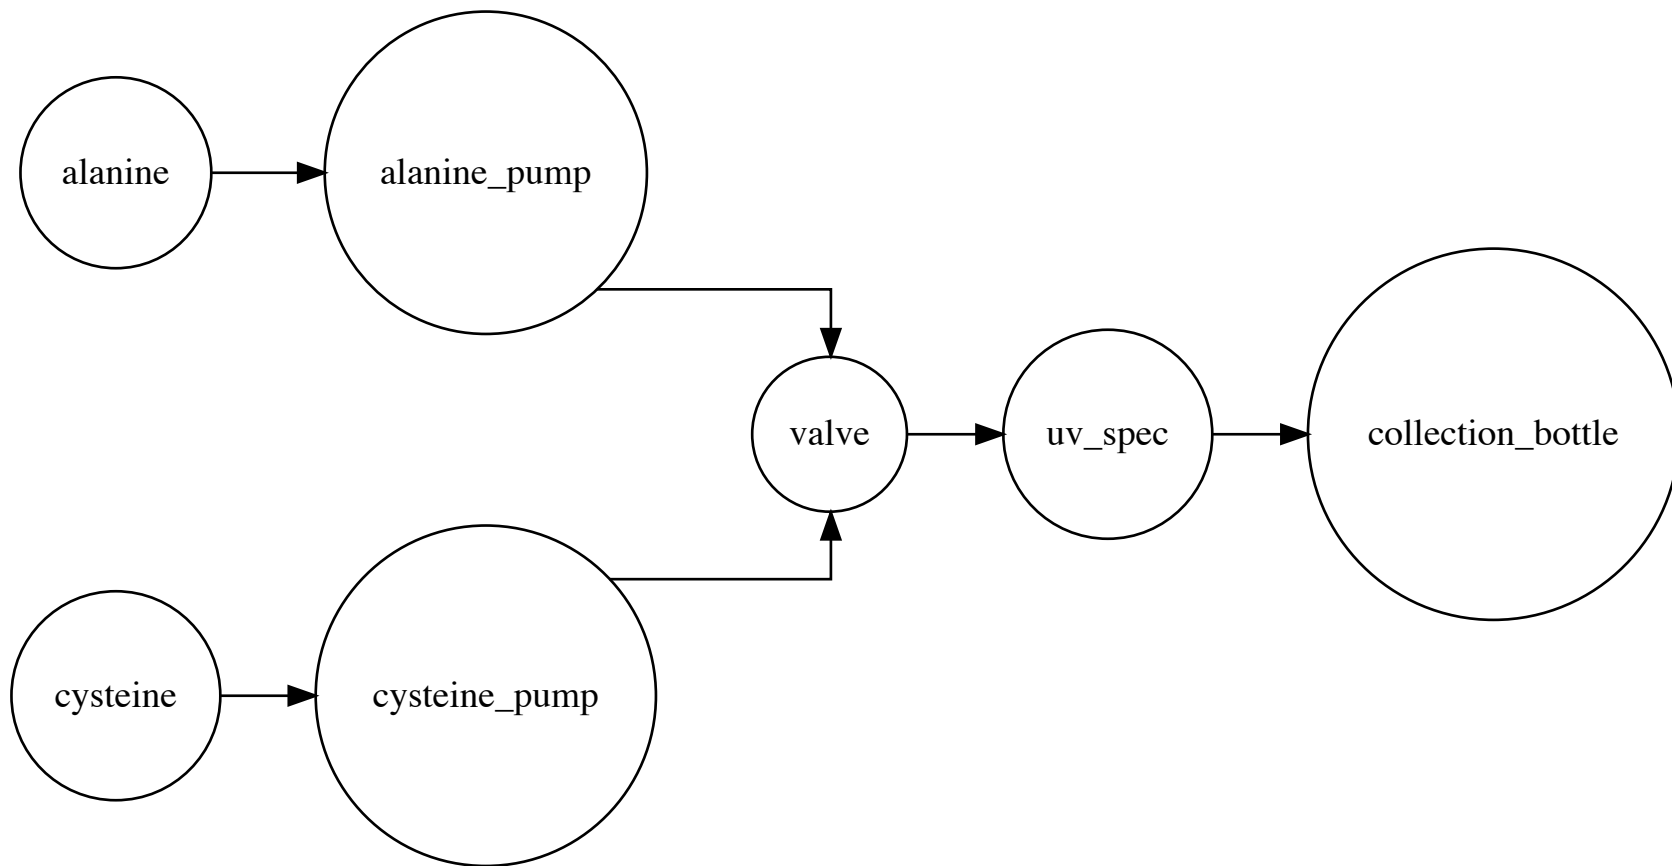 alanine
alanine_pump
valve
uv_spec
collection_bottle
cysteine
cysteine_pump